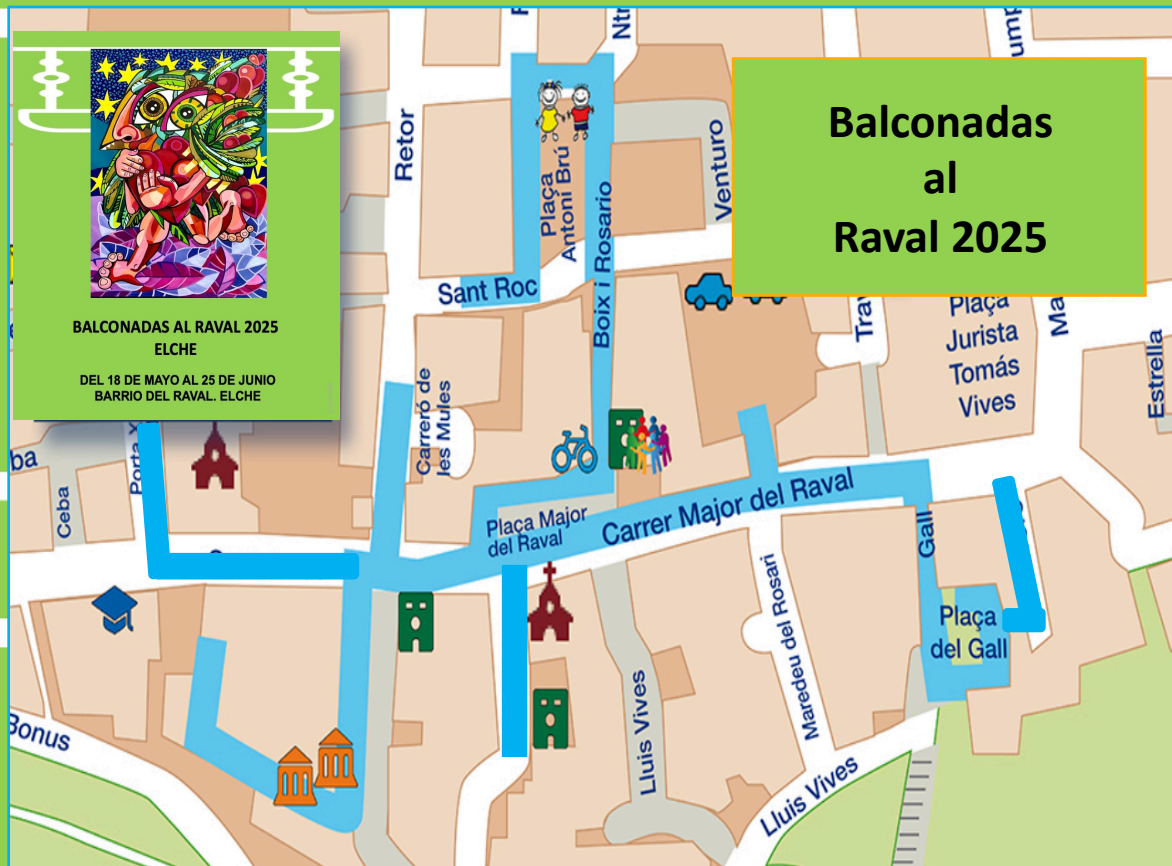 BALCONADAS AL RAVAL 2025
ELCHE
DEL 18 DE MAYO AL 25 DE JUNIO
BARRIO DEL RAVAL. ELCHE
Balconadas
al
Raval 2025
Retor
Ntr
Plaça
Antoni Brú
Boix i Rosario
Venturo
Sant Roc
Carreró de
les Mules
Trav
Plaça
Jurista
Tomás
Vives
Ma
Estrella
ba
Ceba
Porta X
Plaça Major
del Raval
Carrer Major del Raval
Gall
Plaça
del Gall
Maredeu del Rosari
Lluis Vives
Lluis Vives
Bonus